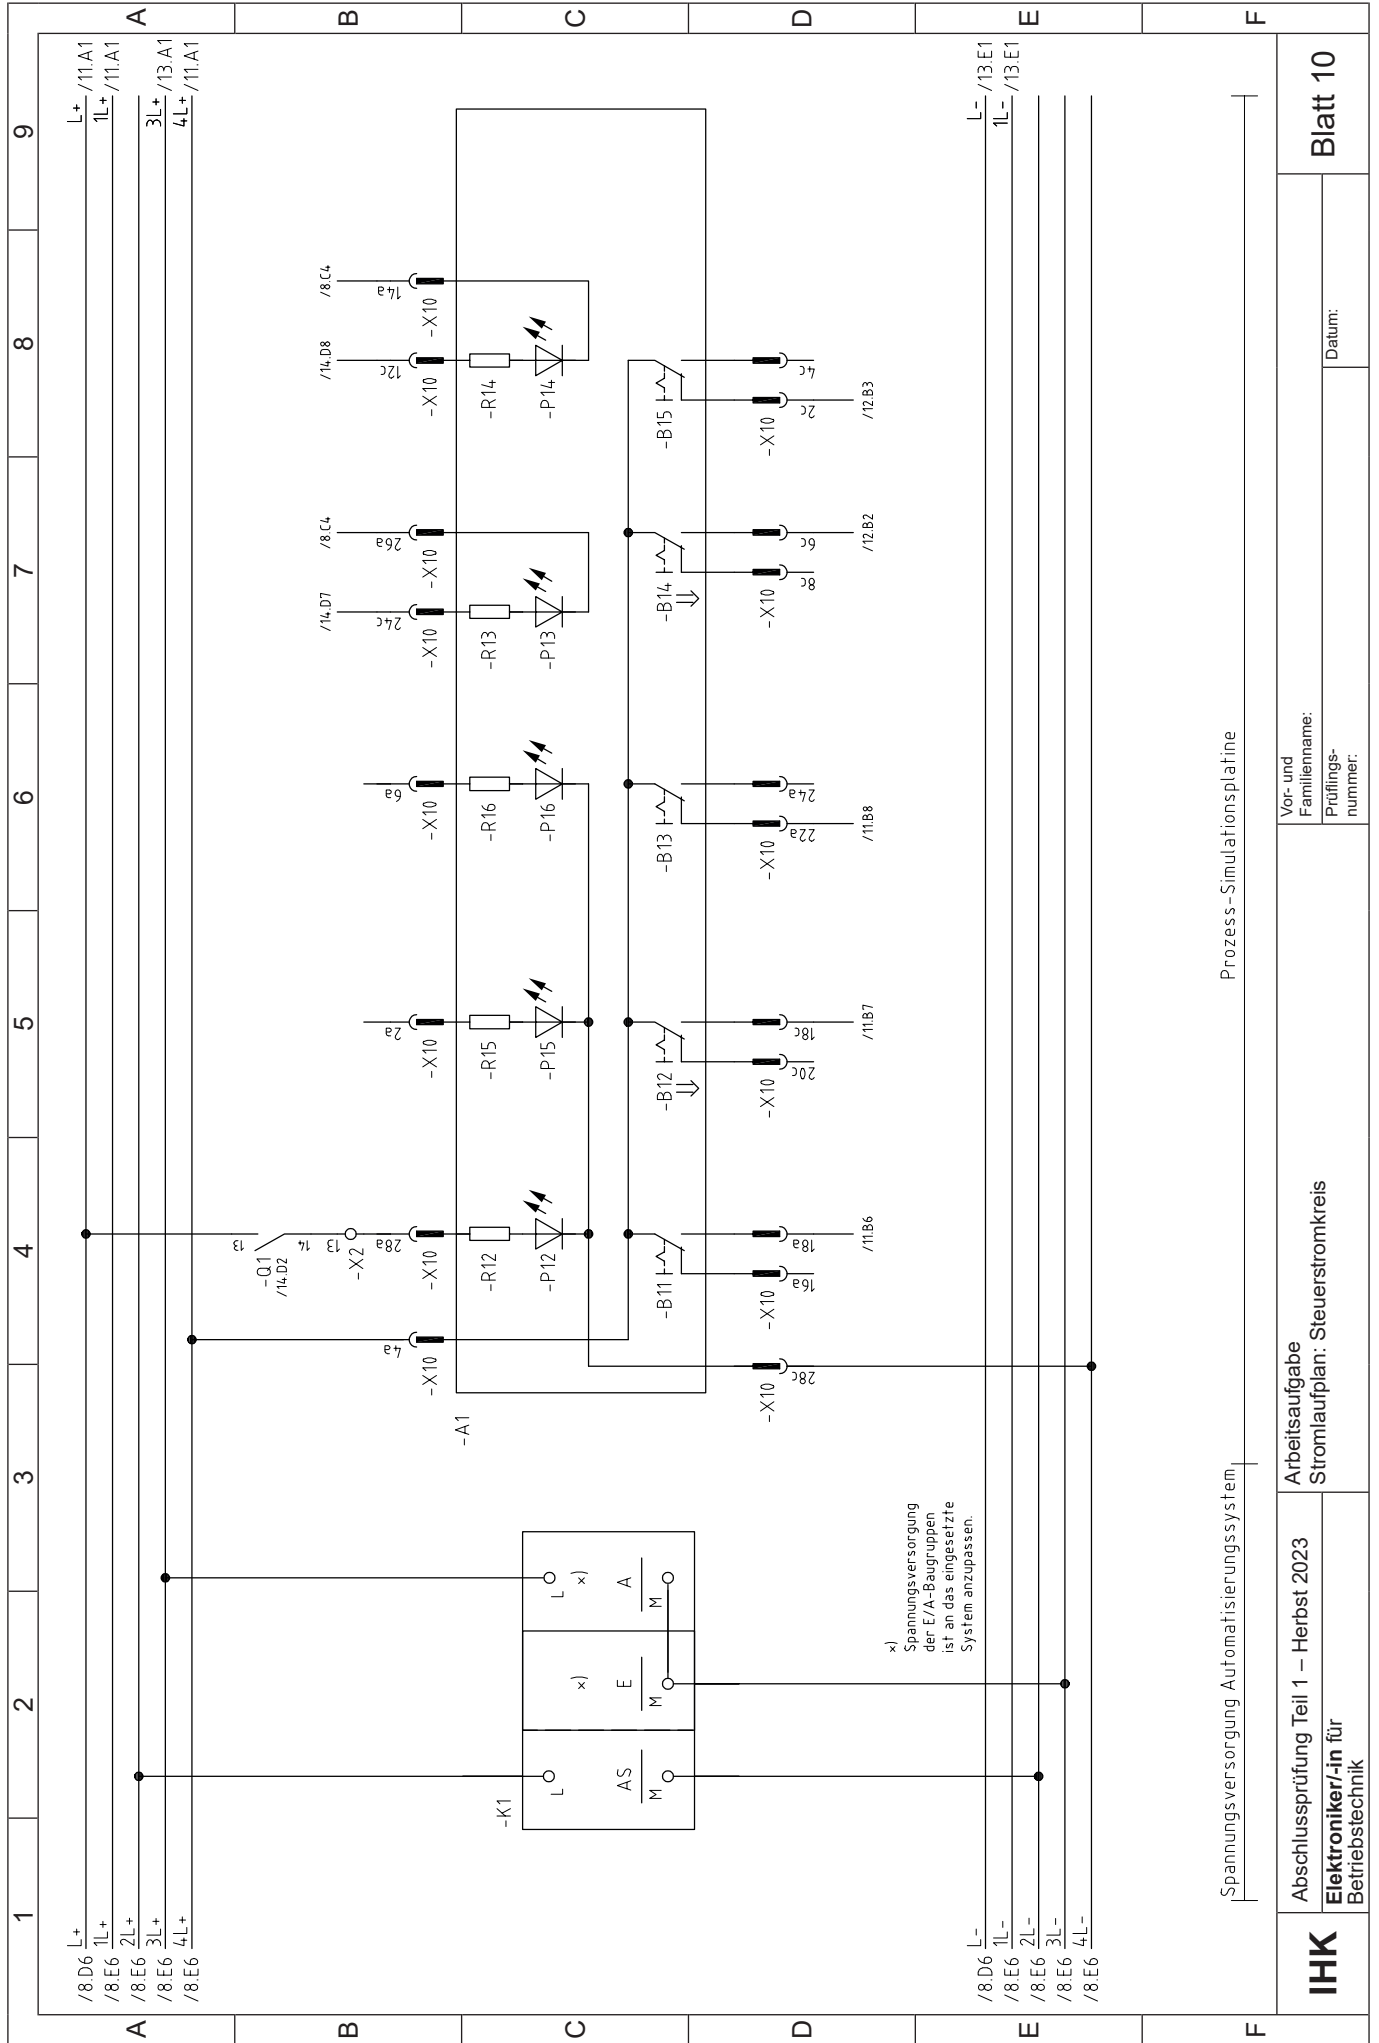 1 2 3 4 5 6 7 8 9
A
B
C
D
E
F
A
B
C
D
E
F
/8.D6 L+
/8.E6 1L+
/8.E6 2L+
/8.E6 3L+
/8.E6 4L+
L+ /11.A1
1L+ /11.A1
3L+ /13.A1
4L+ /11.A1
-Q1
/14.D2
13
14
-X2
13
/14.D7
/8.C4
/14.D8
/8.C4
4a
28a
2a
6a
24c
26a
12c
14a
-X10
-X10
-X10
-X10
-X10
-X10
-X10
-X10
-A1
-R12
-R15
-R16
-R13
-R14
-P12
-P15
-P16
-P13
-P14
-K1
L
AS
M
x)
E
M
L
x)
A
M
-B11
-B12
-B13
-B14
-B15
-X10
-X10
-X10
-X10
-X10
-X10
28c
16a
18a
20c
18c
22a
24a
8c
6c
2c
4c
/11.B6
/11.B7
/11.B8
/12.B2
/12.B3
x)
Spannungsversorgung
der E/A-Baugruppen
ist an das eingesetzte
System anzupassen.
/8.D6 L-
/8.E6 1L-
/8.E6 2L-
/8.E6 3L-
/8.E6 4L-
L- /13.E1
1L- /13.E1
Spannungsversorgung Automatisierungssystem
Prozess-Simulationsplatine
IHK
Abschlussprüfung Teil 1 – Herbst 2023
Elektroniker/-in für
Betriebstechnik
Arbeitsaufgabe
Stromlaufplan: Steuerstromkreis
Vor- und
Familienname:
Prüflings-
nummer:
Datum:
Blatt 10